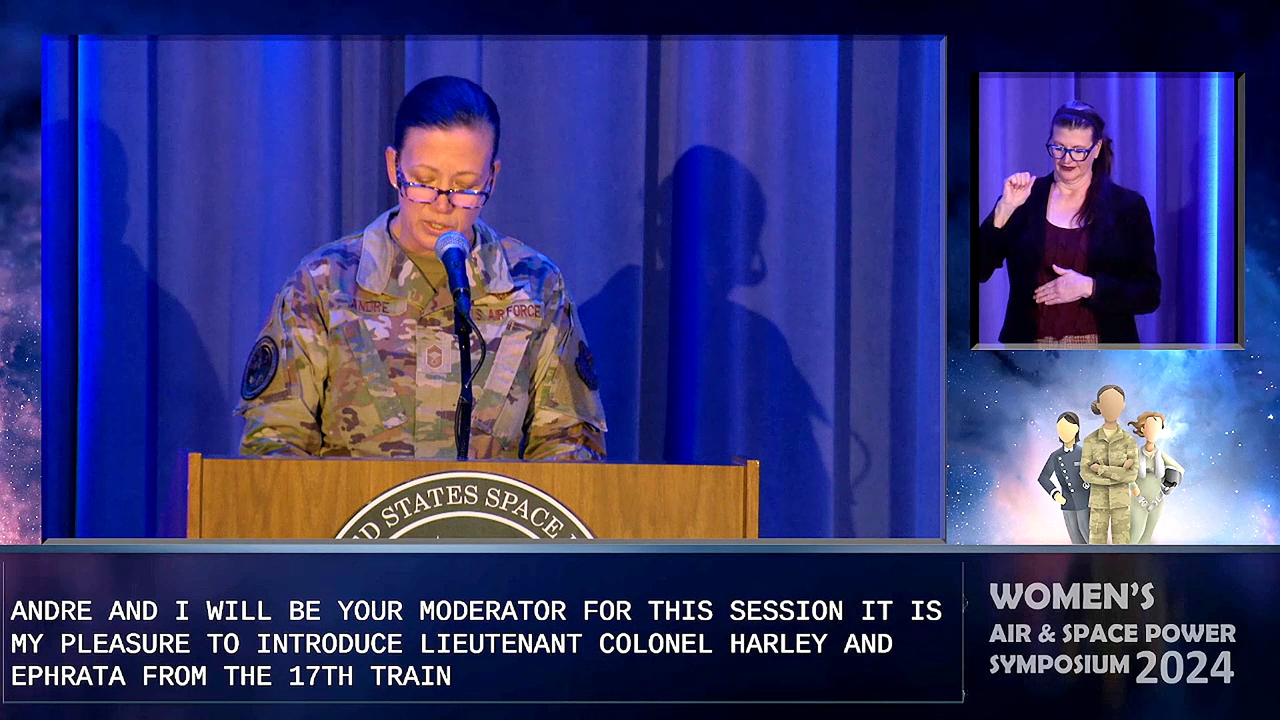 ANDRE
U.S. AIR FORCE
D STATES SPACE
ANDRE AND I WILL BE YOUR MODERATOR FOR THIS SESSION IT IS
MY PLEASURE TO INTRODUCE LIEUTENANT COLONEL HARLEY AND
EPHRATA FROM THE 17TH TRAIN
WOMEN'S
AIR & SPACE POWER
SYMPOSIUM 2024